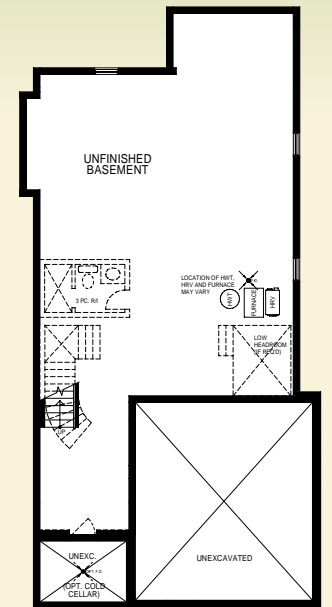 UNFINISHED
BASEMENT
LOCATION OF HWT,
HRV AND FURNACE
MAY VARY
HWT
FURNACE
HRV
3 PC. R/I
LOW
HEADROOM
(IF REQ'D)
UP
UNEXC.
OPT. F.D.
(OPT. COLD
CELLAR)
UNEXCAVATED